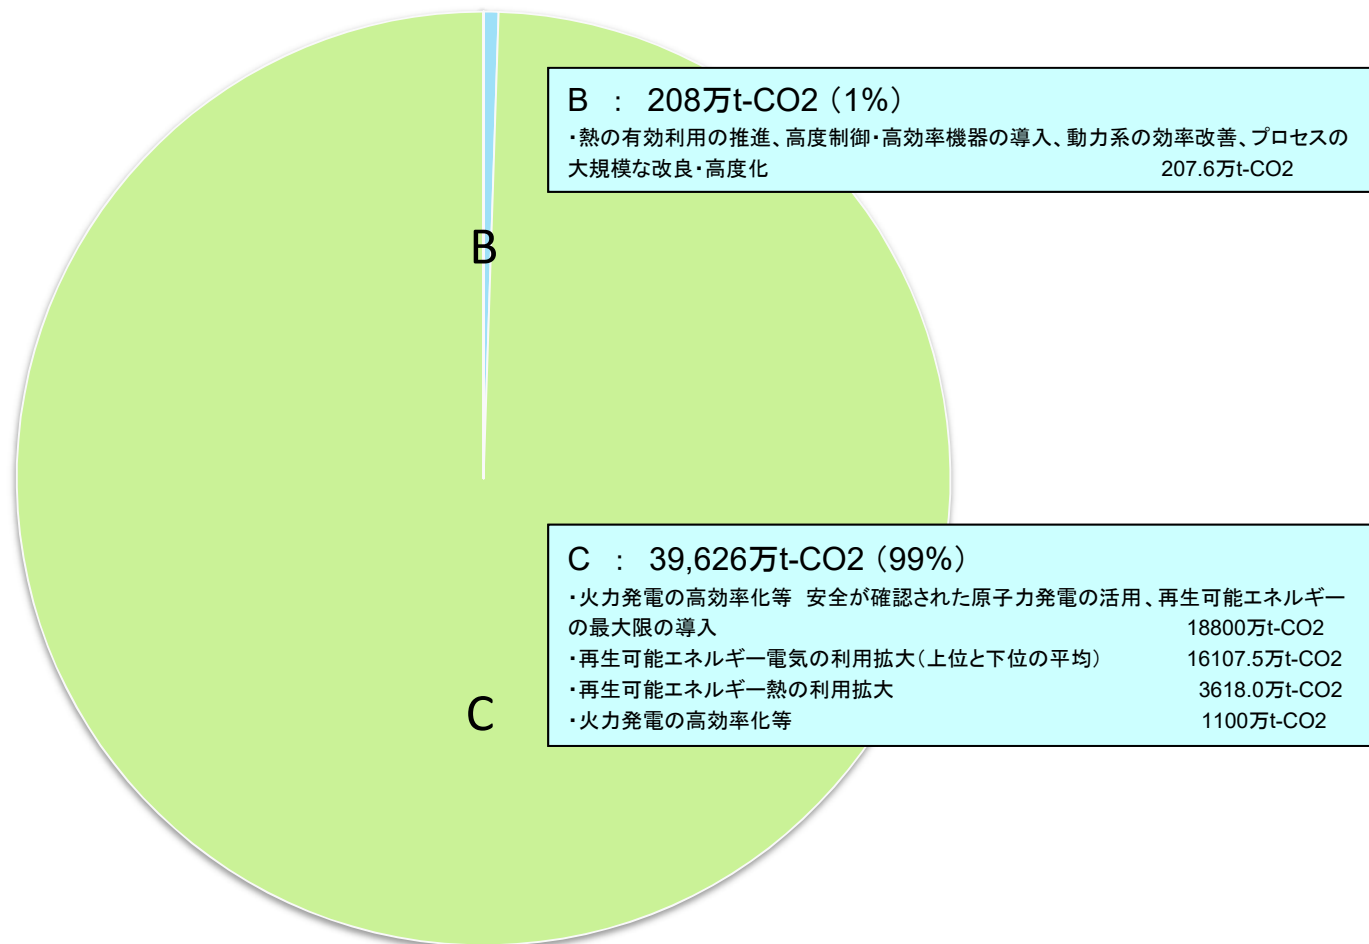 B ： 208万t-CO2（1%）
・熱の有効利用の推進、高度制御・高効率機器の導入、動力系の効率改善、プロセスの
大規模な改良・高度化 207.6万t-CO2
B
C ： 39,626万t-CO2（99%）
・火力発電の高効率化等 安全が確認された原子力発電の活用、再生可能エネルギー
の最大限の導入 18800万t-CO2
・再生可能エネルギー電気の利用拡大（上位と下位の平均） 16107.5万t-CO2
・再生可能エネルギー熱の利用拡大 3618.0万t-CO2
・火力発電の高効率化等 1100万t-CO2
C